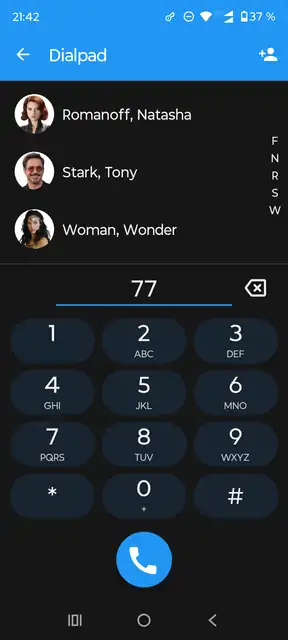 21:42
37 %
Dialpad
Romanoff, Natasha
Stark, Tony
Woman, Wonder
F
N
R
S
W
77
1
2
3
ABC
DEF
4
5
6
GHI
JKL
MNO
7
8
9
PQRS
TUV
WXYZ
*
0
#
+